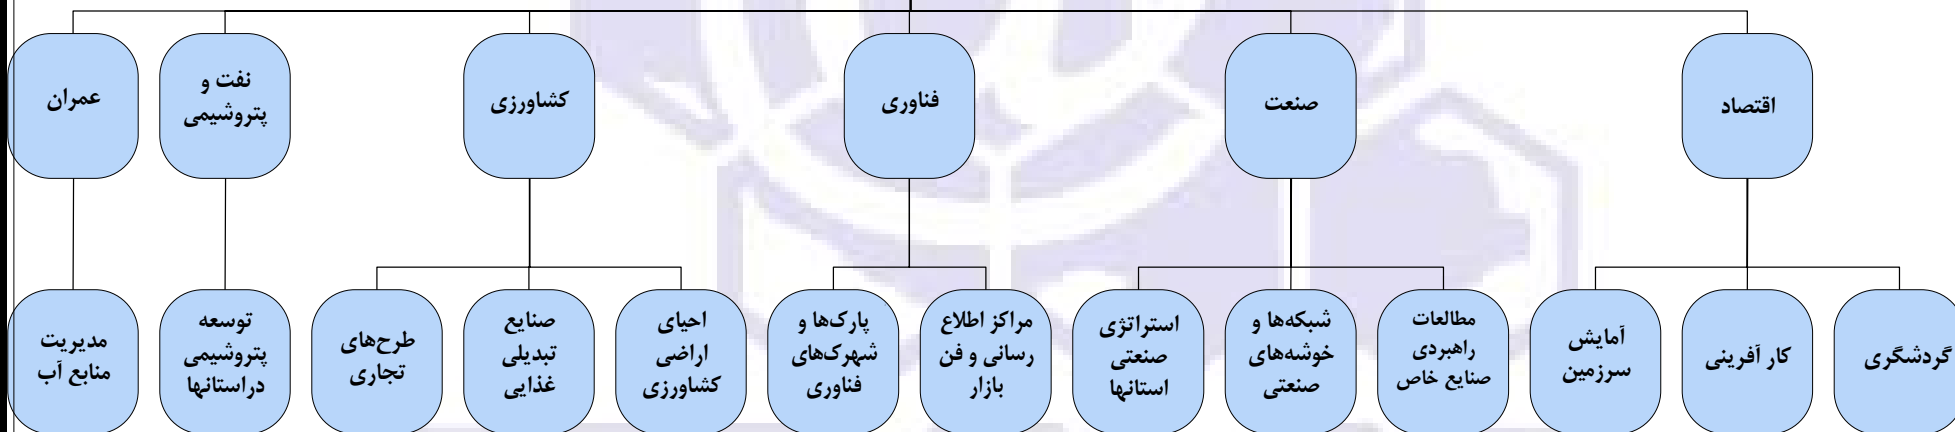 اقتصاد
صنعت
فناوری
کشاورزی
نفت و
پتروشیمی
عمران
گردشگری
کار آفرینی
آمایش
سرزمین
مطالعات
راهبردی
صنایع خاص
شبکه‌ها و
خوشه‌های
صنعتی
استراتژی
صنعتی
استانها
مراکز اطلاع
رسانی و فن
بازار
پارک‌ها و
شهرک‌های
فناوری
احیای
اراضی
کشاورزی
صنایع
تبدیلی
غذایی
طرح‌های
تجاری
توسعه
پتروشیمی
دراستانها
مدیریت
منابع آب